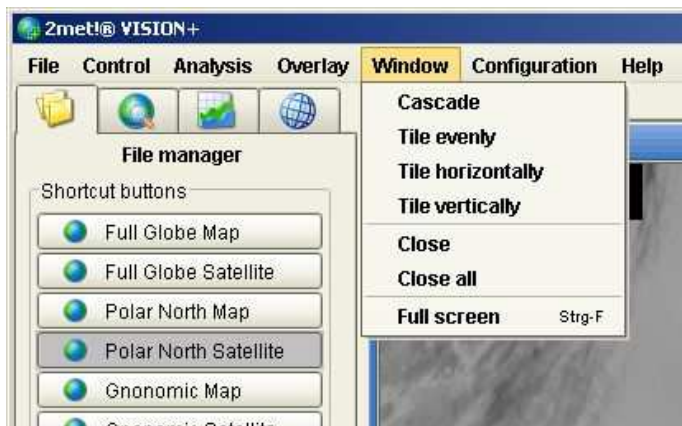 2met!® VISION+
File Control Analysis Overlay Window Configuration Help
Cascade
Tile evenly
Tile horizontally
Tile vertically
Close
Close all
Full screen Strg-F
File manager
Shortcut buttons
Full Globe Map
Full Globe Satellite
Polar North Map
Polar North Satellite
Gnonomic Map